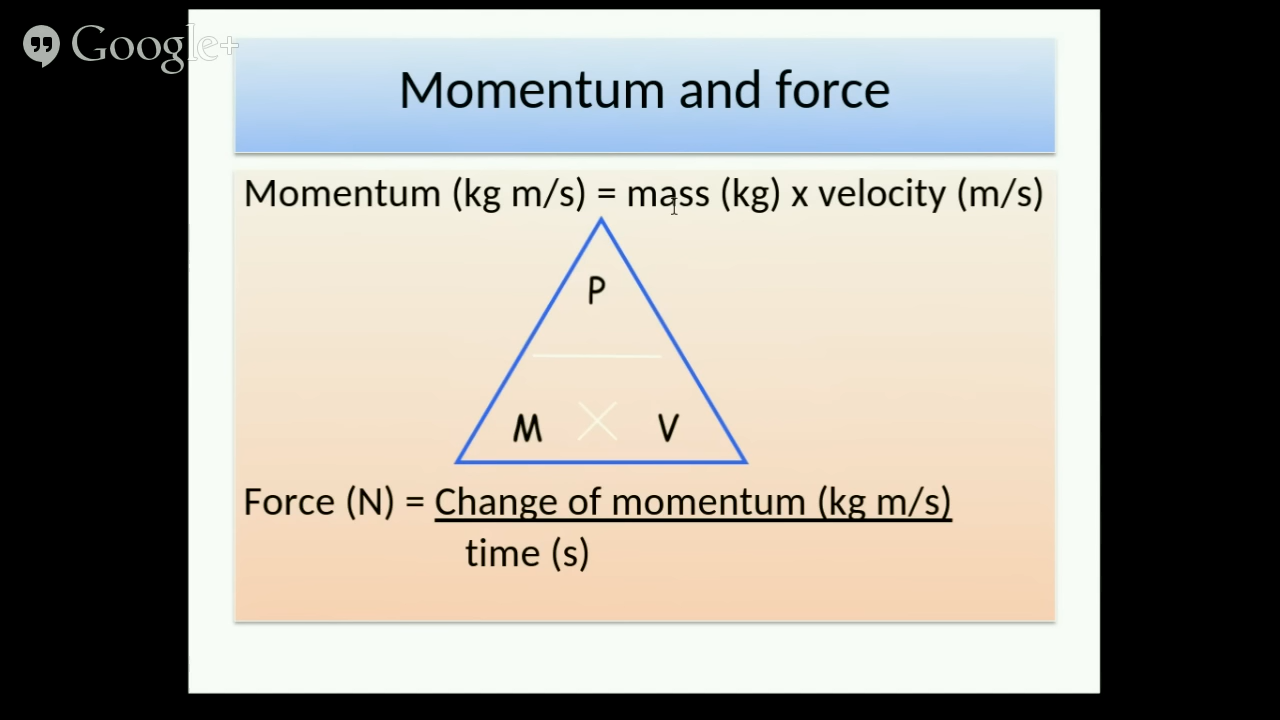 Google+
Momentum and force
Momentum (kg m/s) = mass (kg) x velocity (m/s)
P
M × V
Force (N) = Change of momentum (kg m/s)
time (s)